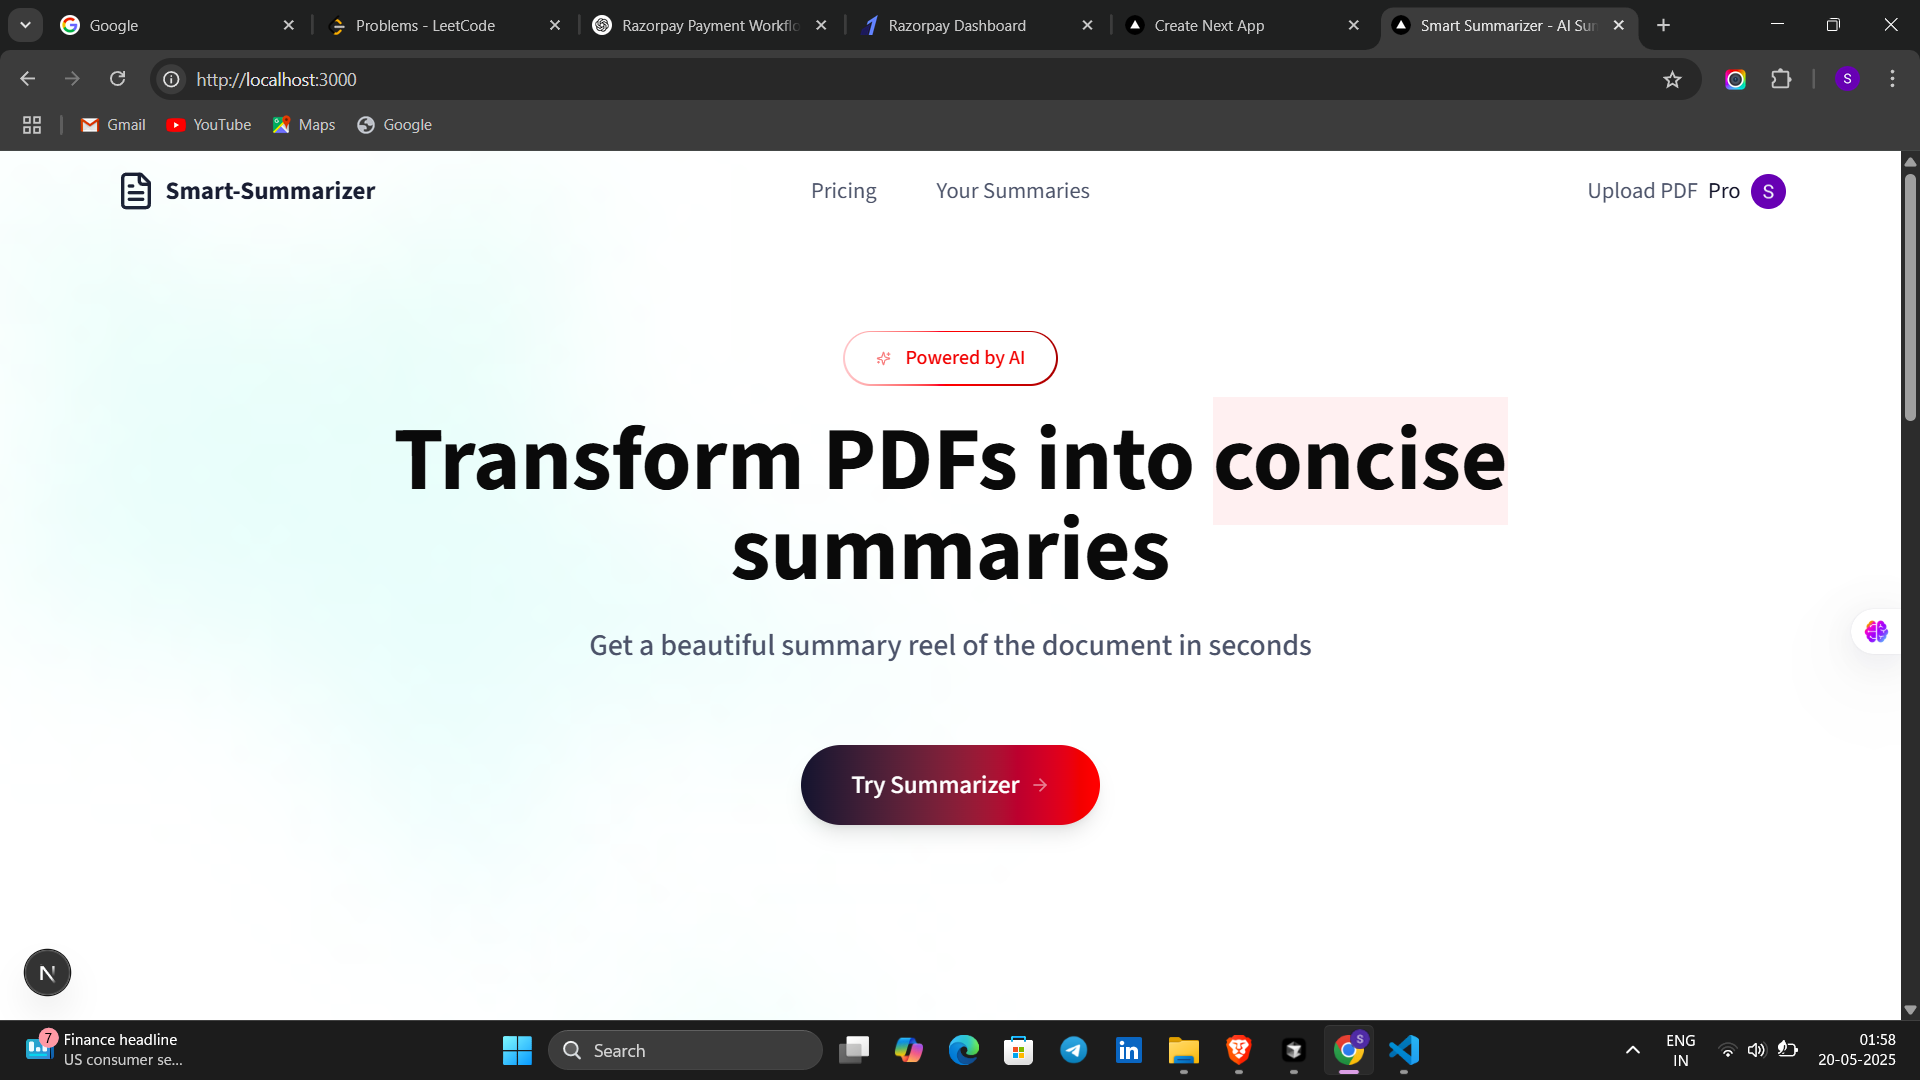 Google
Problems - LeetCode
Razorpay Payment Workflo
Razorpay Dashboard
Create Next App
Smart Summarizer - AI Sun
http://localhost:3000
S
Gmail
YouTube
Maps
Google
Smart-Summarizer
Pricing
Your Summaries
Upload PDF
Pro
S
Powered by AI
Transform PDFs into concise
summaries
Get a beautiful summary reel of the document in seconds
Try Summarizer
N
7
Finance headline
US consumer se...
Search
in
S
ENG
IN
01:58
20-05-2025